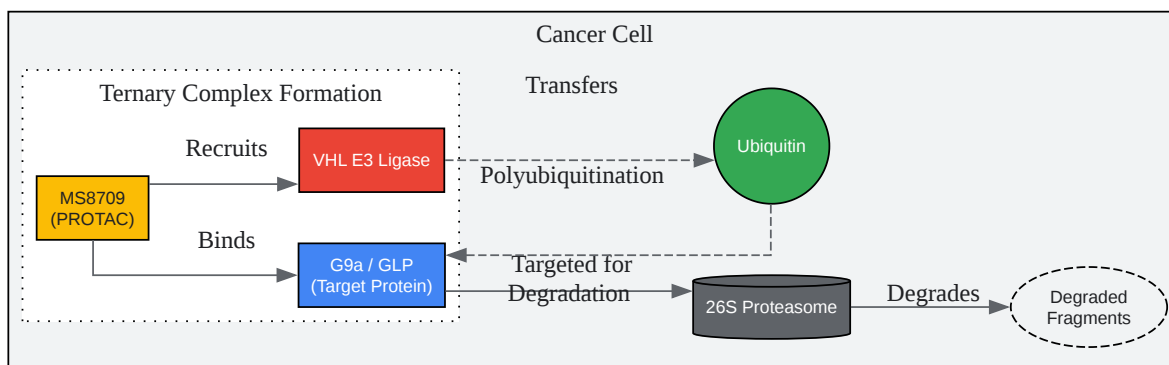 Cancer Cell
Ternary Complex Formation
Transfers
Recruits
VHL E3 Ligase
Ubiquitin
Polyubiquitination
MS8709
(PROTAC)
Binds
G9a / GLP
(Target Protein)
Targeted for
Degradation
26S Proteasome
Degrades
Degraded
Fragments